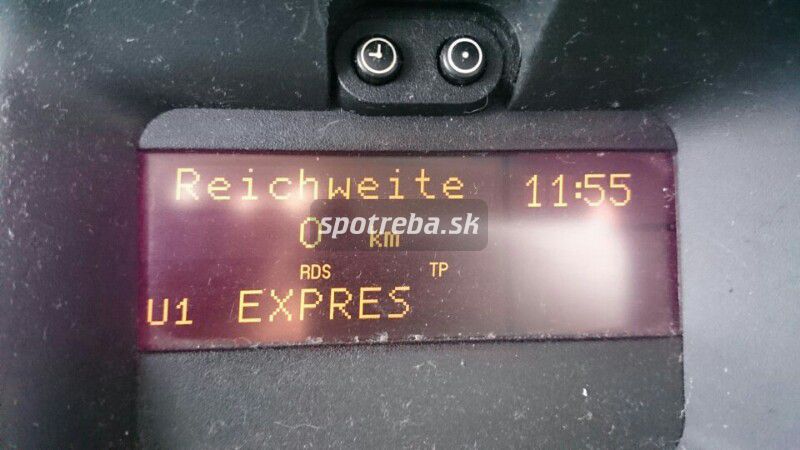 Reichweite 11:55
0 km
spotreba.sk
RDS TP
U1 EXPRES